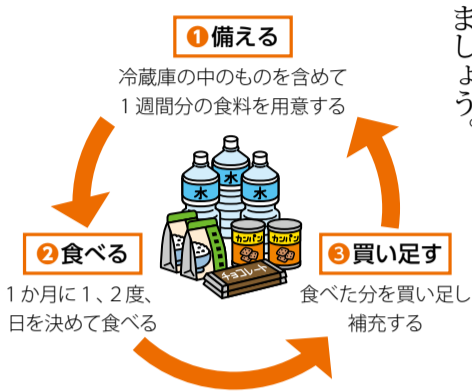 ましょう。
❶備える
冷蔵庫の中のものを含めて
1週間分の食料を用意する
水
水
水
カンパン
カンパン
チョコレート
❷食べる
1か月に1、2度、
日を決めて食べる
❸買い足す
食べた分を買い足し
補充する